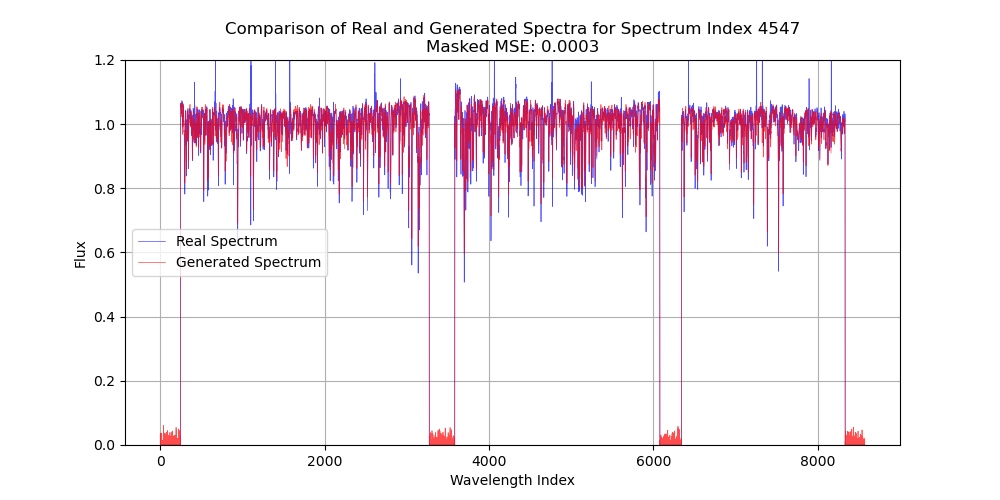 Comparison of Real and Generated Spectra for Spectrum Index 4547
Masked MSE: 0.0003
1.2
1.0
0.8
0.6
0.4
0.2
0.0
Flux
Real Spectrum
Generated Spectrum
0 2000 4000 6000 8000
Wavelength Index